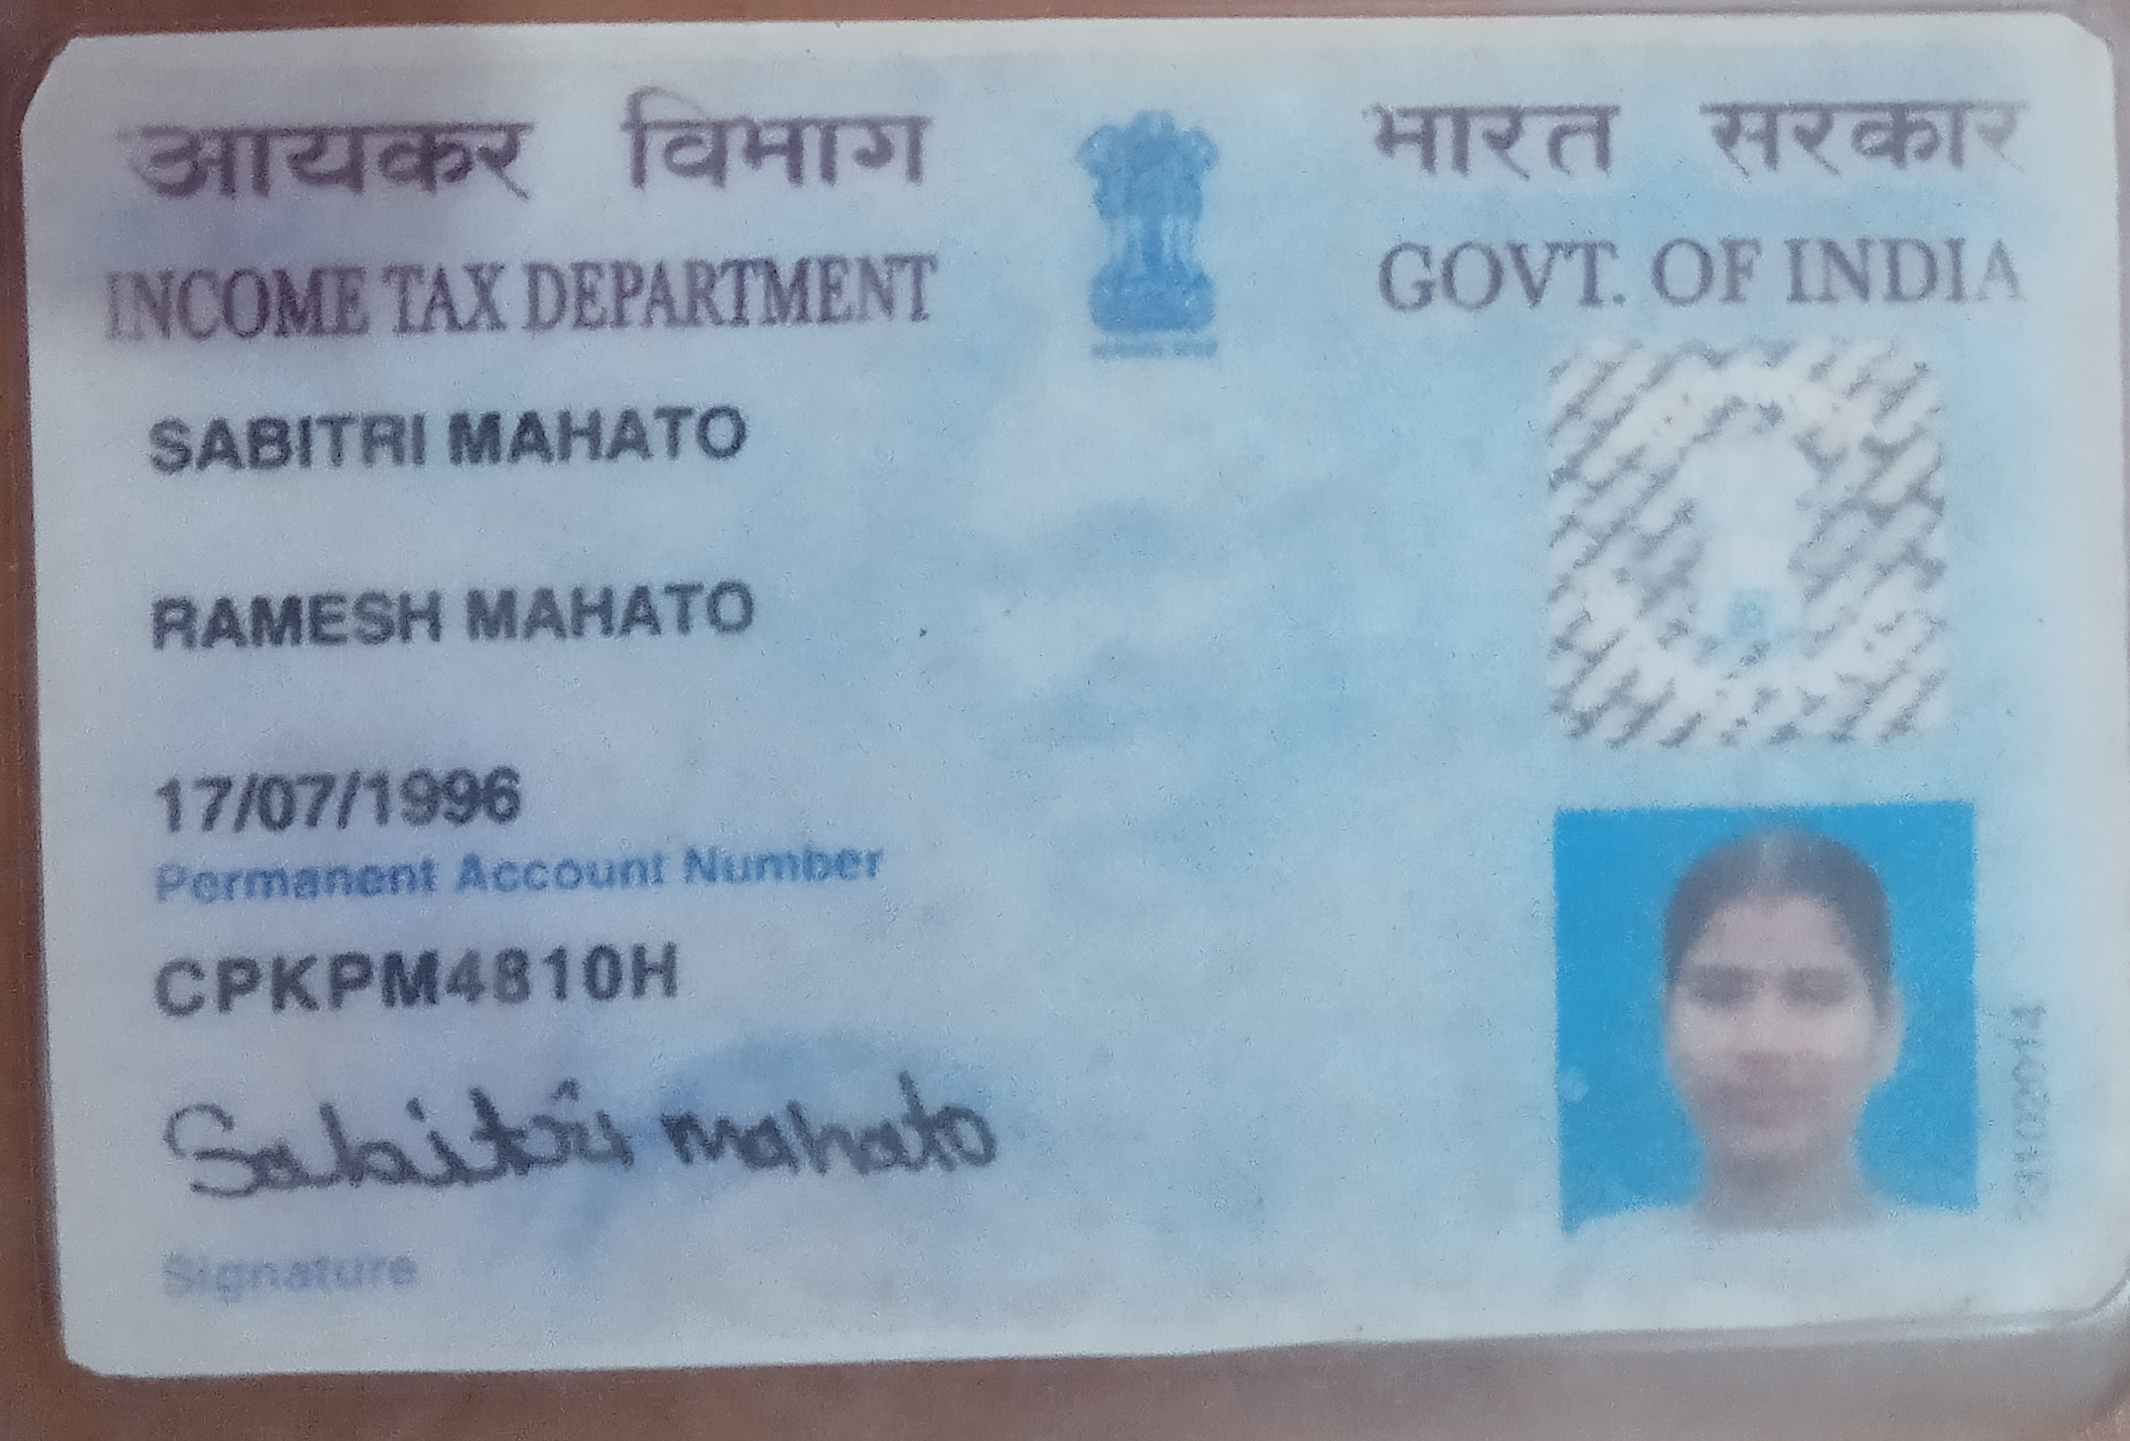 आयकर विभाग
भारत सरकार
INCOME TAX DEPARTMENT
GOVT. OF INDIA
SABITRI MAHATO
RAMESH MAHATO
17/07/1996
Permanent Account Number
CPKPM4810H
Sabitri mahato
Signature